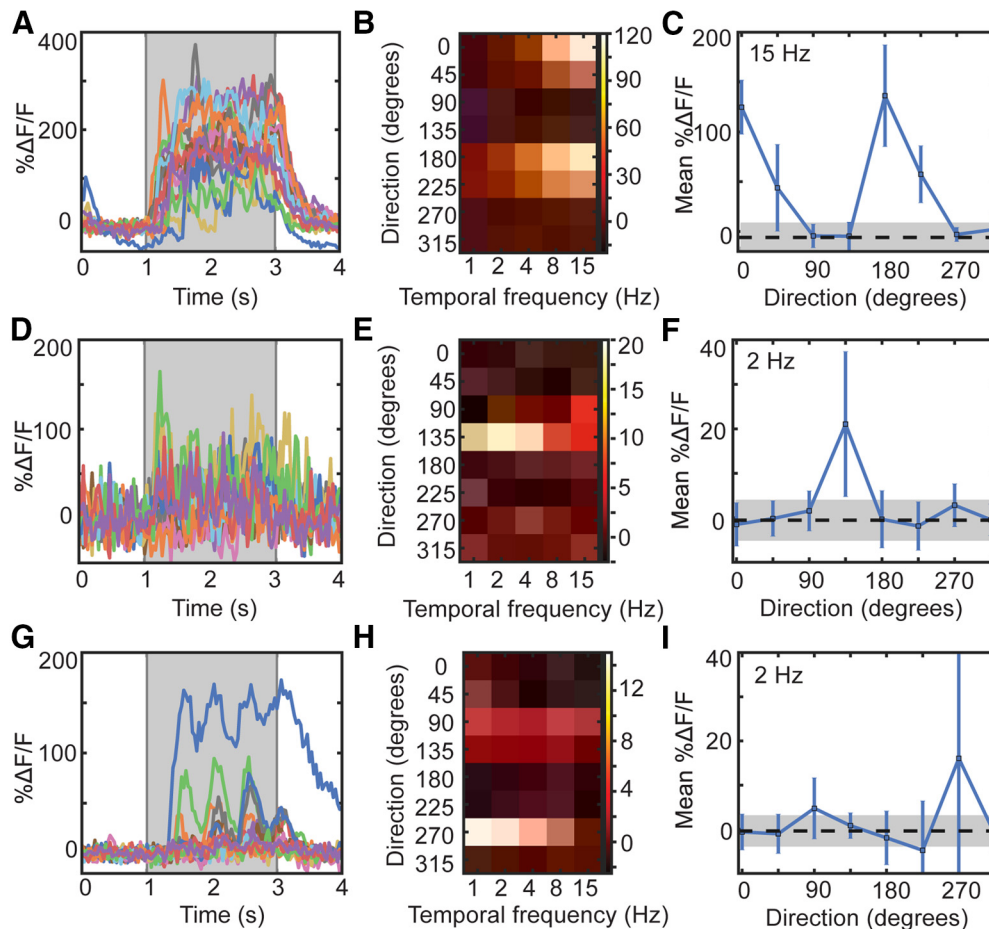 A
400
200
0
%ΔF/F
0 1 2 3 4
Time (s)
B
Direction (degrees)
0
45
90
135
180
225
270
315
1 2 4 8 15
Temporal frequency (Hz)
120
90
60
30
0
C
200
100
0
Mean %ΔF/F
15 Hz
0 90 180 270
Direction (degrees)
D
200
100
0
%ΔF/F
0 1 2 3 4
Time (s)
E
Direction (degrees)
0
45
90
135
180
225
270
315
1 2 4 8 15
Temporal frequency (Hz)
20
15
10
5
0
F
40
20
0
Mean %ΔF/F
2 Hz
0 90 180 270
Direction (degrees)
G
200
100
0
%ΔF/F
0 1 2 3 4
Time (s)
H
Direction (degrees)
0
45
90
135
180
225
270
315
1 2 4 8 15
Temporal frequency (Hz)
12
8
4
0
I
40
20
0
Mean %ΔF/F
2 Hz
0 90 180 270
Direction (degrees)